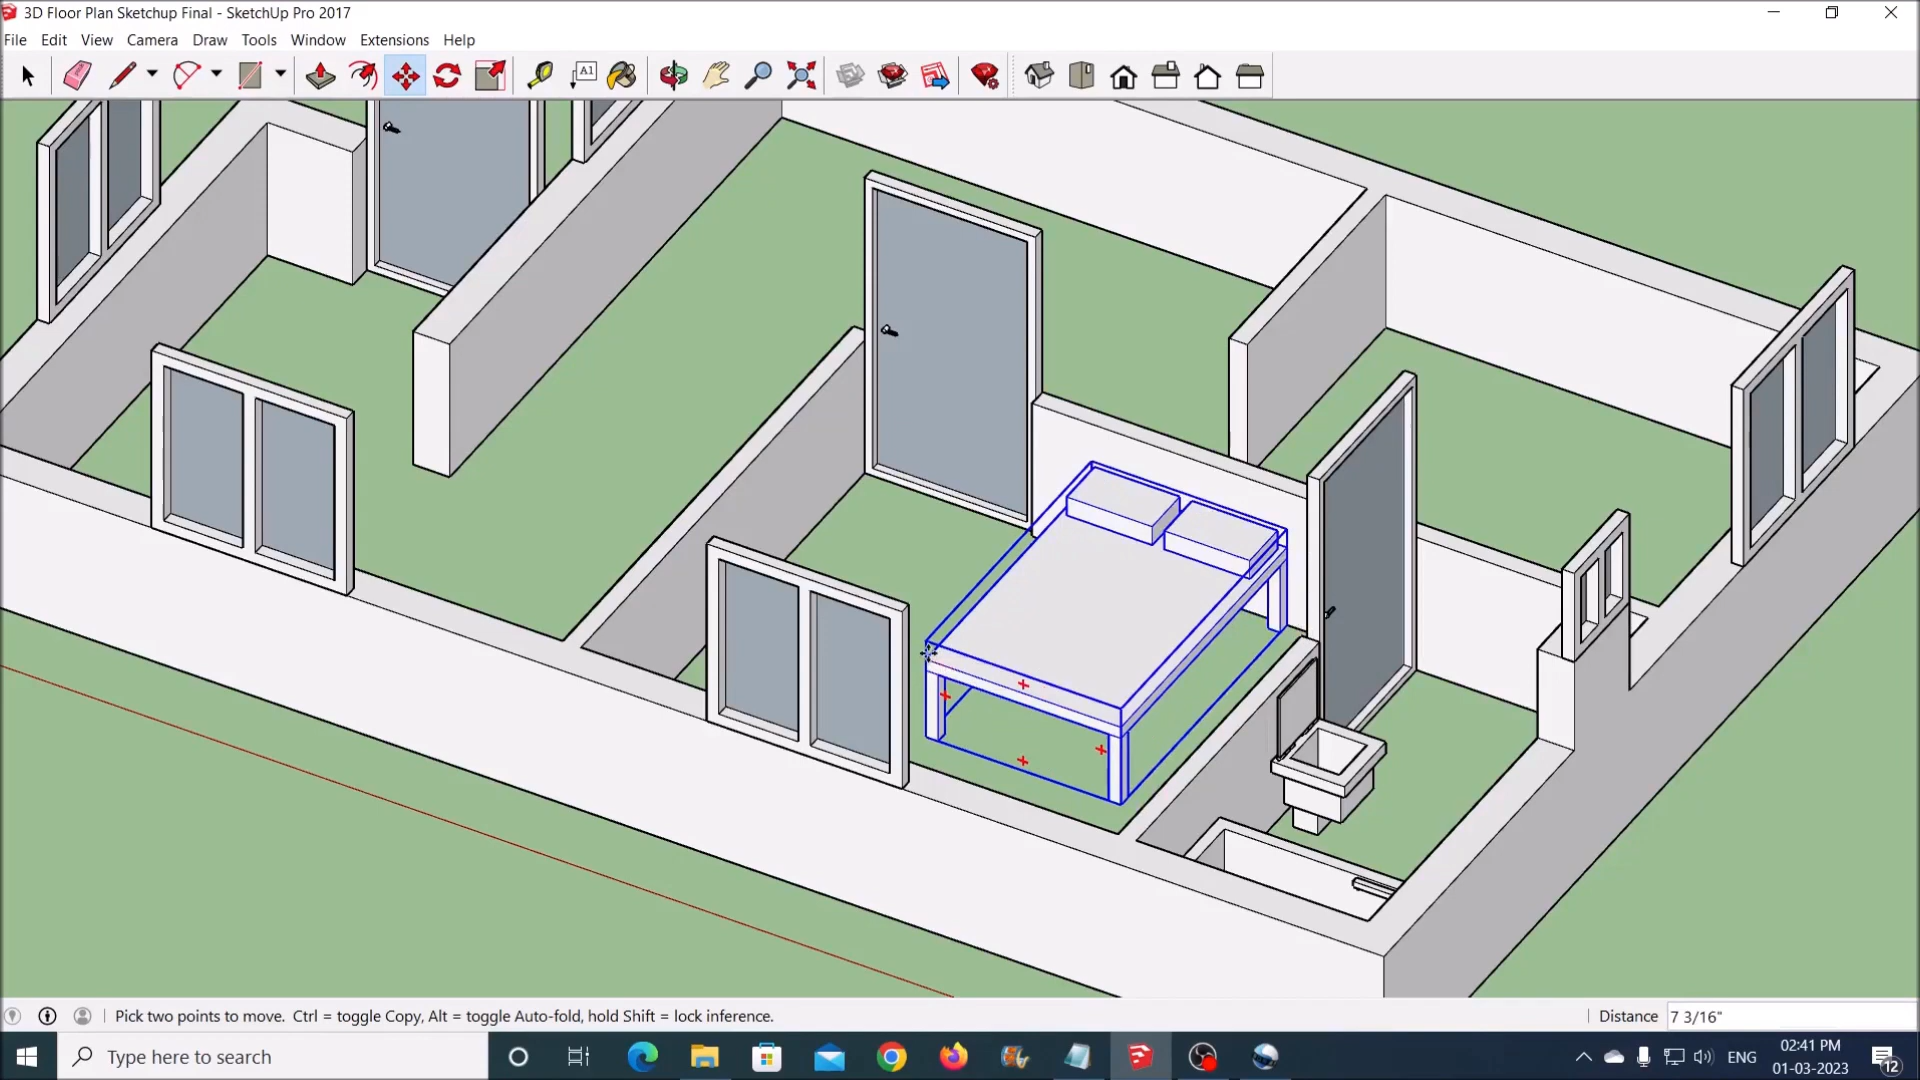 3D Floor Plan Sketchup Final - SketchUp Pro 2017
File Edit View Camera Draw Tools Window Extensions Help
A1
Pick two points to move. Ctrl = toggle Copy, Alt = toggle Auto-fold, hold Shift = lock inference.
Distance 7 3/16"
Type here to search
ENG
02:41 PM
01-03-2023
12